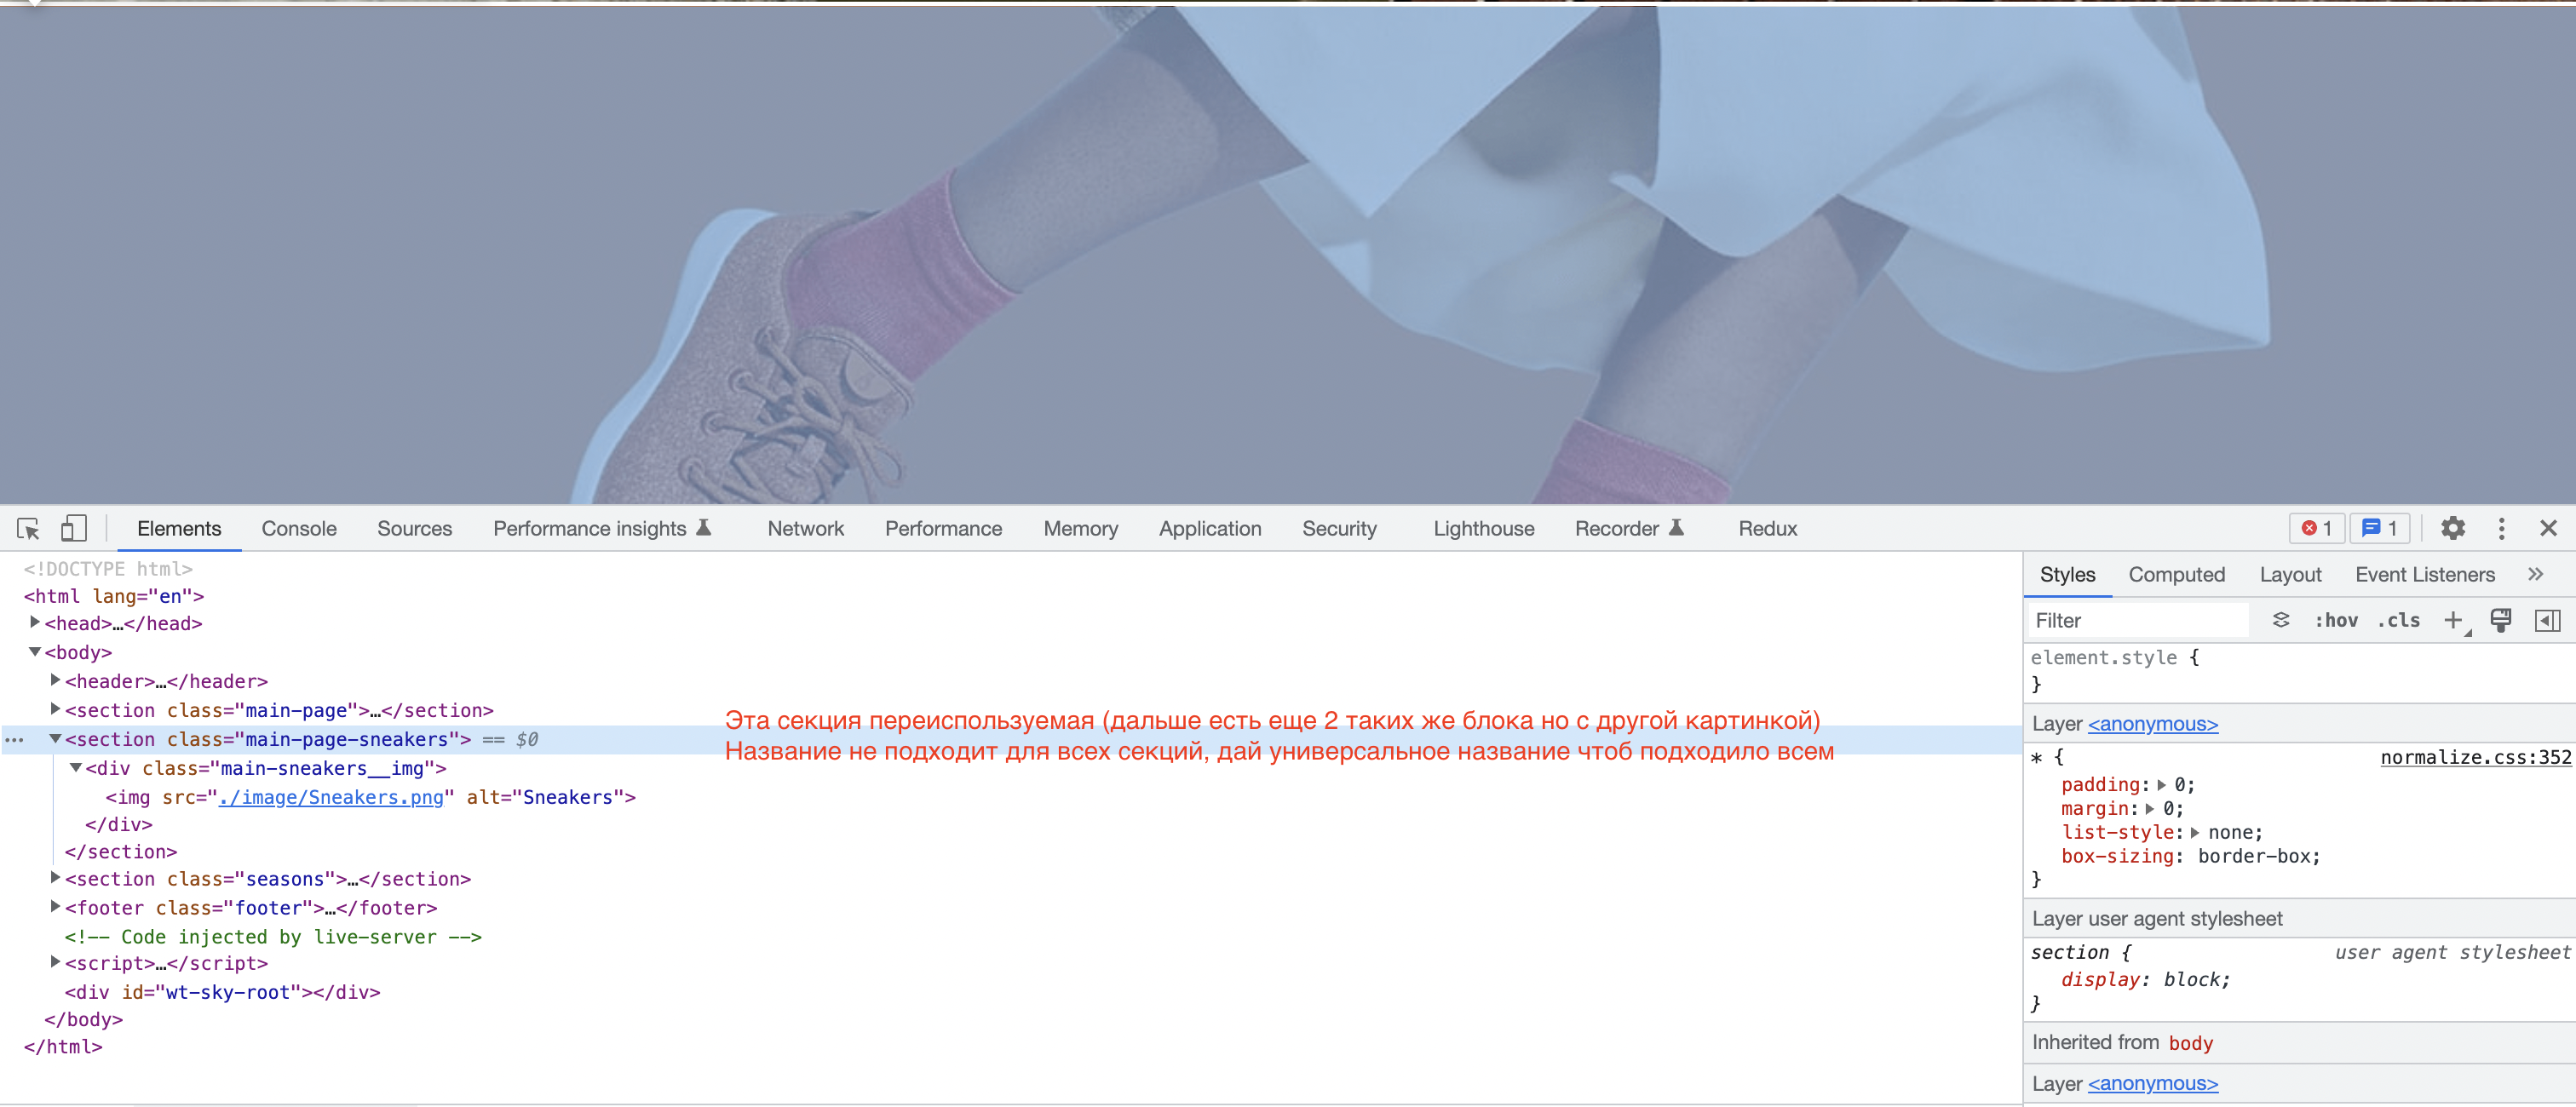 Elements Console Sources Performance insights Network Performance Memory Application Security Lighthouse Recorder Redux 1 1
<!DOCTYPE html>
<html lang="en">
<head>…</head>
<body>
<header>…</header>
<section class="main-page">…</section>
Эта секция переиспользуемая (дальше есть еще 2 таких же блока но с другой картинкой)
… <section class="main-page-sneakers"> == $0
Название не подходит для всех секций, дай универсальное название чтоб подходило всем
<div class="main-sneakers__img">
<img src="./image/Sneakers.png" alt="Sneakers">
</div>
</section>
<section class="seasons">…</section>
<footer class="footer">…</footer>
<!-- Code injected by live-server -->
<script>…</script>
<div id="wt-sky-root"></div>
</body>
</html>
Styles Computed Layout Event Listeners »
Filter :hov .cls +
element.style {
}
Layer <anonymous>
* { normalize.css:352
padding: 0;
margin: 0;
list-style: none;
box-sizing: border-box;
}
Layer user agent stylesheet
section { user agent stylesheet
display: block;
}
Inherited from body
Layer <anonymous>